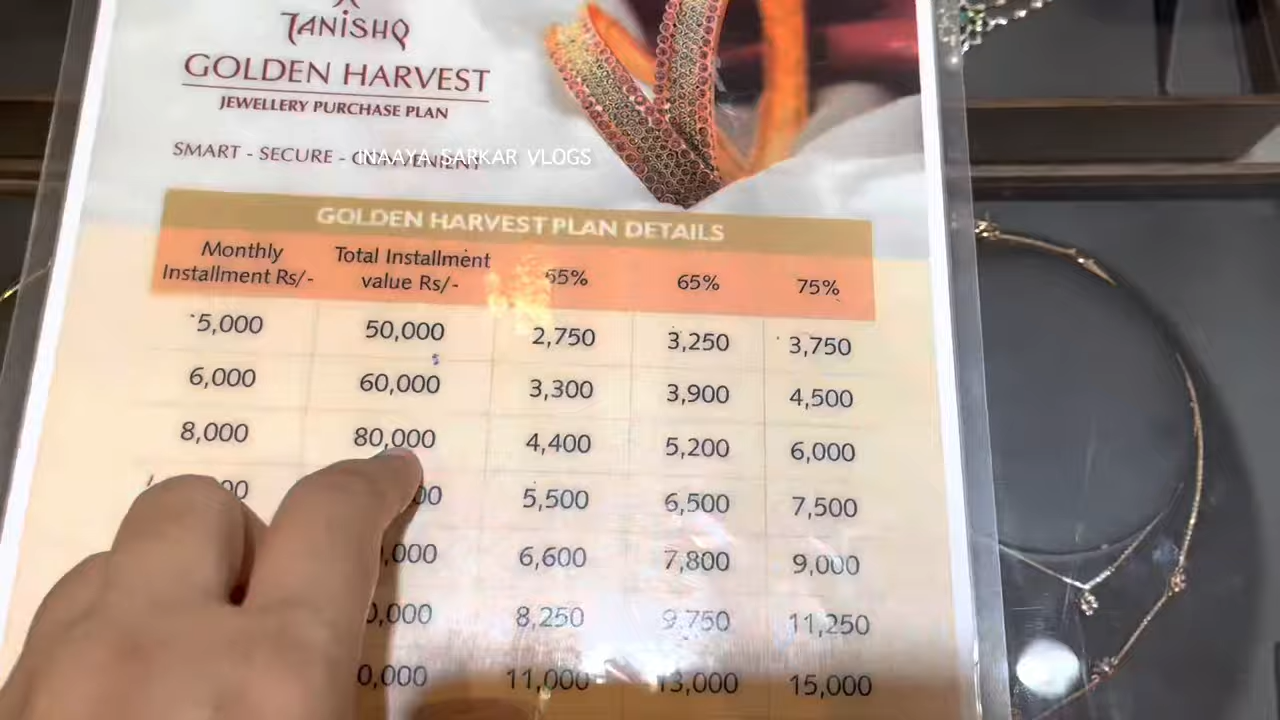 TANISHQ
GOLDEN HARVEST
JEWELLERY PURCHASE PLAN
SMART - SECURE - CONVENIENT
INAAYA SARKAR VLOGS
GOLDEN HARVEST PLAN DETAILS
Monthly Installment Rs/- Total Installment value Rs/- 55% 65% 75%
5,000 50,000 2,750 3,250 3,750
6,000 60,000 3,300 3,900 4,500
8,000 80,000 4,400 5,200 6,000
5,500 6,500 7,500
6,600 7,800 9,000
8,250 9,750 11,250
11,000 13,000 15,000